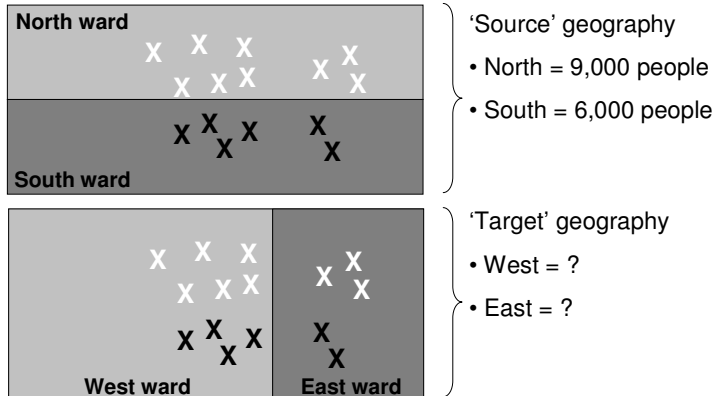 North ward
X X X
X X X
X X X
X X X
X X X
South ward
‘Source’ geography
• North = 9,000 people
• South = 6,000 people
X X X
X X X
X X X
X X X
X X X
West ward
East ward
‘Target’ geography
• West = ?
• East = ?